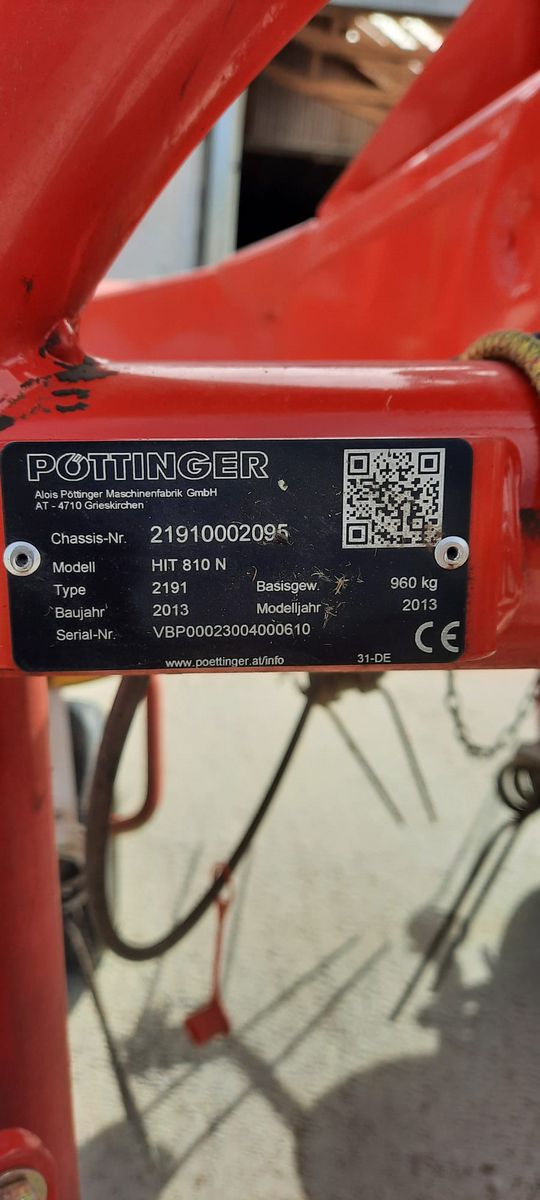 PÖTTINGER
Alois Pöttinger Maschinenfabrik GmbH
AT - 4710 Grieskirchen
Chassis-Nr. 21910002095
Modell HIT 810 N
Type 2191 Basisgew. 960 kg
Baujahr 2013 Modelljahr 2013
Serial-Nr. VBP00023004000610
CE
www.poettinger.at/info 31-DE